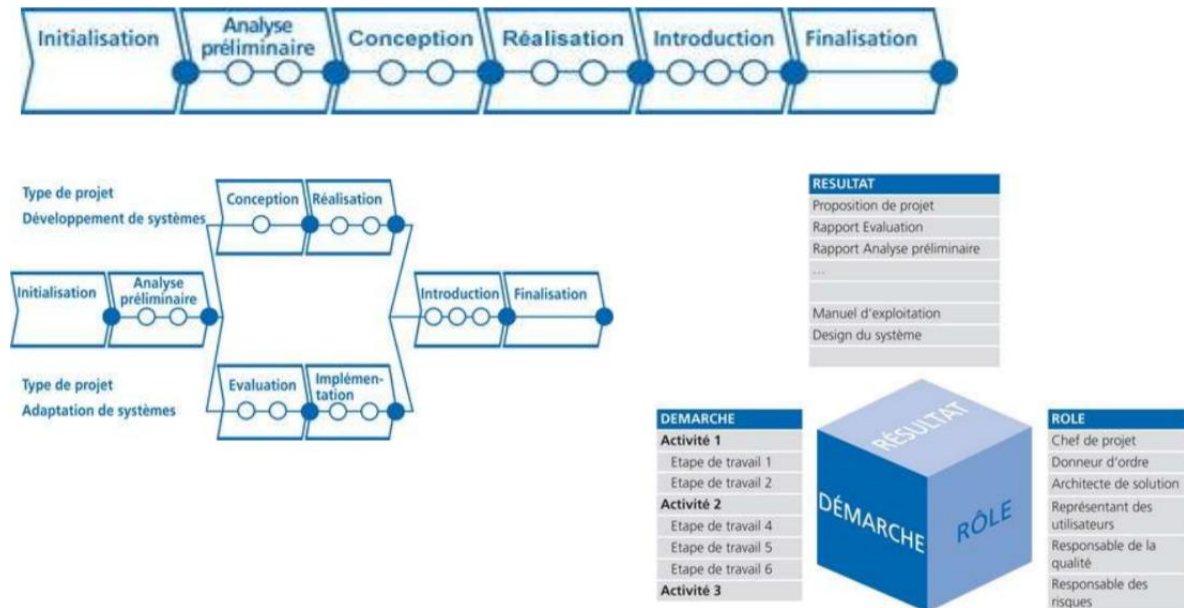 Initialisation
Analyse
préliminaire
Conception
Réalisation
Introduction
Finalisation
Type de projet
Développement de systèmes
Conception
Réalisation
Initialisation
Analyse
préliminaire
Introduction
Finalisation
Type de projet
Adaptation de systèmes
Evaluation
Implémen-
tation
RESULTAT
Proposition de projet
Rapport Evaluation
Rapport Analyse préliminaire
...
Manuel d'exploitation
Design du système
DEMARCHE
Activité 1
Etape de travail 1
Etape de travail 2
Activité 2
Etape de travail 4
Etape de travail 5
Etape de travail 6
Activité 3
RÉSULTAT
DÉMARCHE
RÔLE
ROLE
Chef de projet
Donneur d'ordre
Architecte de solution
Représentant des
utilisateurs
Responsable de la
qualité
Responsable des
risques